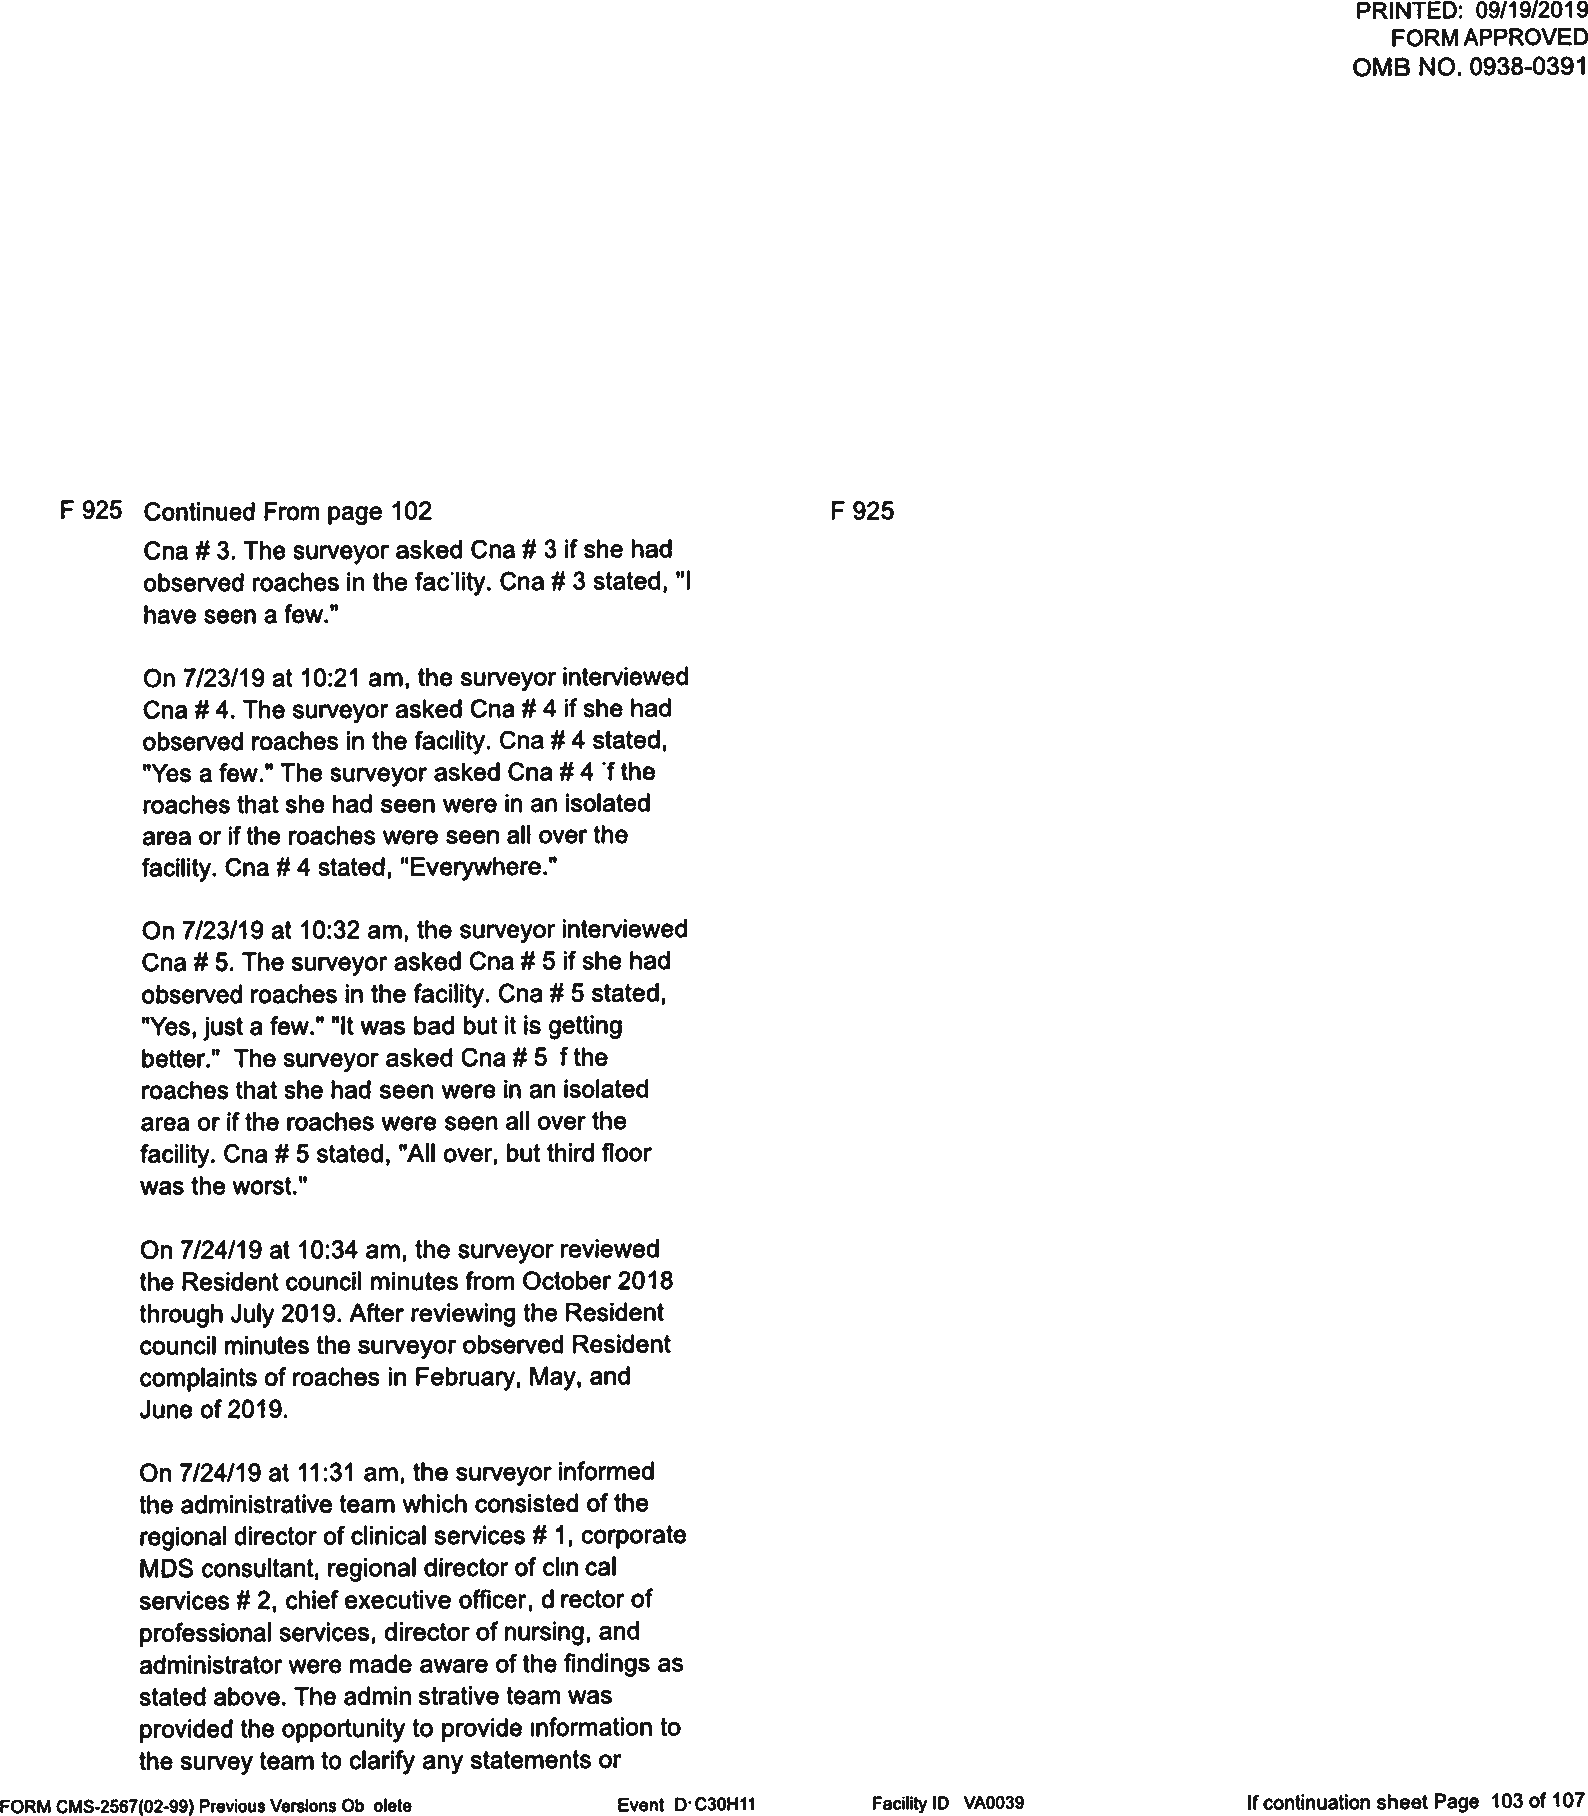 PRINTED: 09/19/2019
FORM APPROVED
OMB NO. 0938-0391
F 925 Continued From page 102 F 925
Cna # 3. The surveyor asked Cna # 3 if she had
observed roaches in the facility. Cna # 3 stated, "I
have seen a few."
On 7/23/19 at 10:21 am, the surveyor interviewed
Cna # 4. The surveyor asked Cna # 4 if she had
observed roaches in the facility. Cna # 4 stated,
"Yes a few." The surveyor asked Cna # 4 if the
roaches that she had seen were in an isolated
area or if the roaches were seen all over the
facility. Cna # 4 stated, "Everywhere."
On 7/23/19 at 10:32 am, the surveyor interviewed
Cna # 5. The surveyor asked Cna # 5 if she had
observed roaches in the facility. Cna # 5 stated,
"Yes, just a few." "It was bad but it is getting
better." The surveyor asked Cna # 5 if the
roaches that she had seen were in an isolated
area or if the roaches were seen all over the
facility. Cna # 5 stated, "All over, but third floor
was the worst."
On 7/24/19 at 10:34 am, the surveyor reviewed
the Resident council minutes from October 2018
through July 2019. After reviewing the Resident
council minutes the surveyor observed Resident
complaints of roaches in February, May, and
June of 2019.
On 7/24/19 at 11:31 am, the surveyor informed
the administrative team which consisted of the
regional director of clinical services # 1, corporate
MDS consultant, regional director of clinical
services # 2, chief executive officer, director of
professional services, director of nursing, and
administrator were made aware of the findings as
stated above. The administrative team was
provided the opportunity to provide information to
the survey team to clarify any statements or
FORM CMS-2567(02-99) Previous Versions Obsolete Event ID: C30H11 Facility ID VA0039 If continuation sheet Page 103 of 107